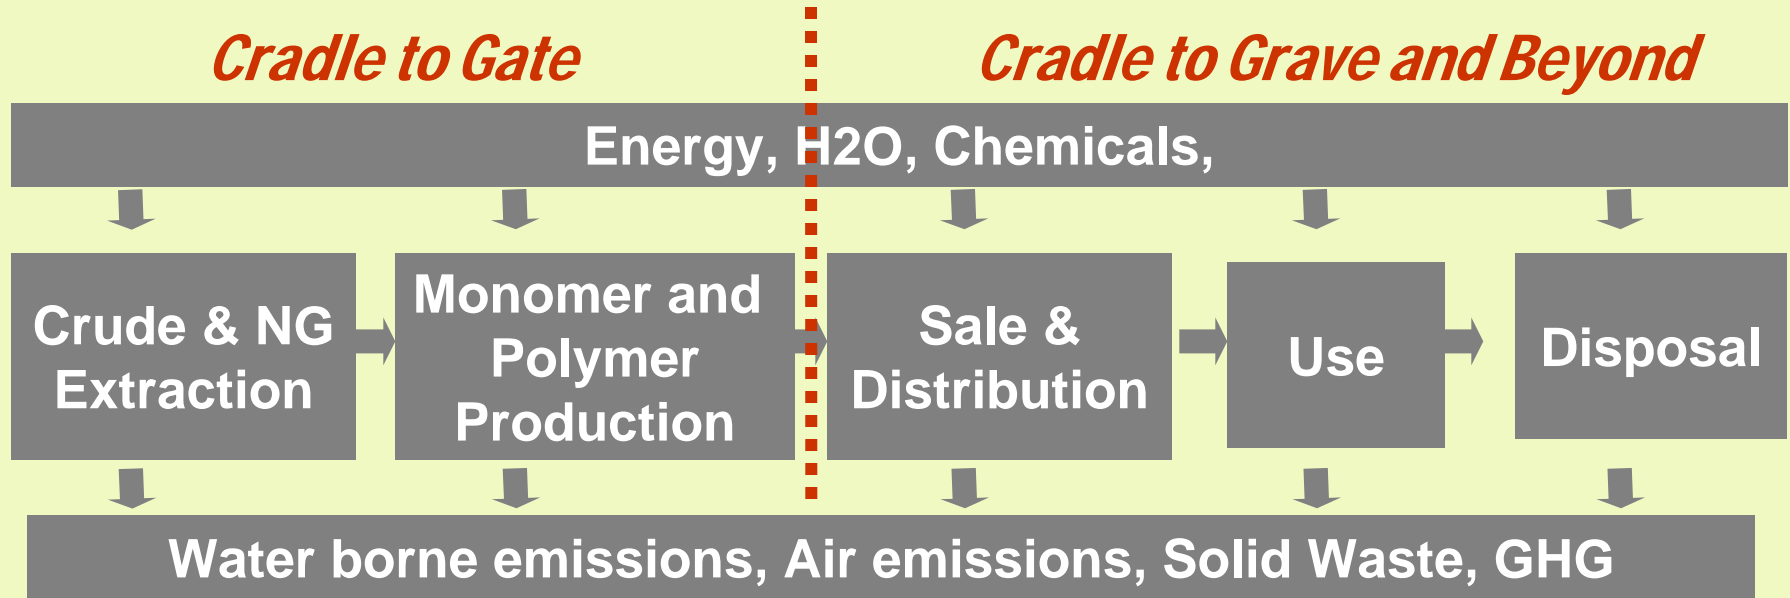 Cradle to Gate
Cradle to Grave and Beyond
Energy, H2O, Chemicals,
Crude & NG
Extraction
Monomer and
Polymer
Production
Sale &
Distribution
Use
Disposal
Water borne emissions, Air emissions, Solid Waste, GHG